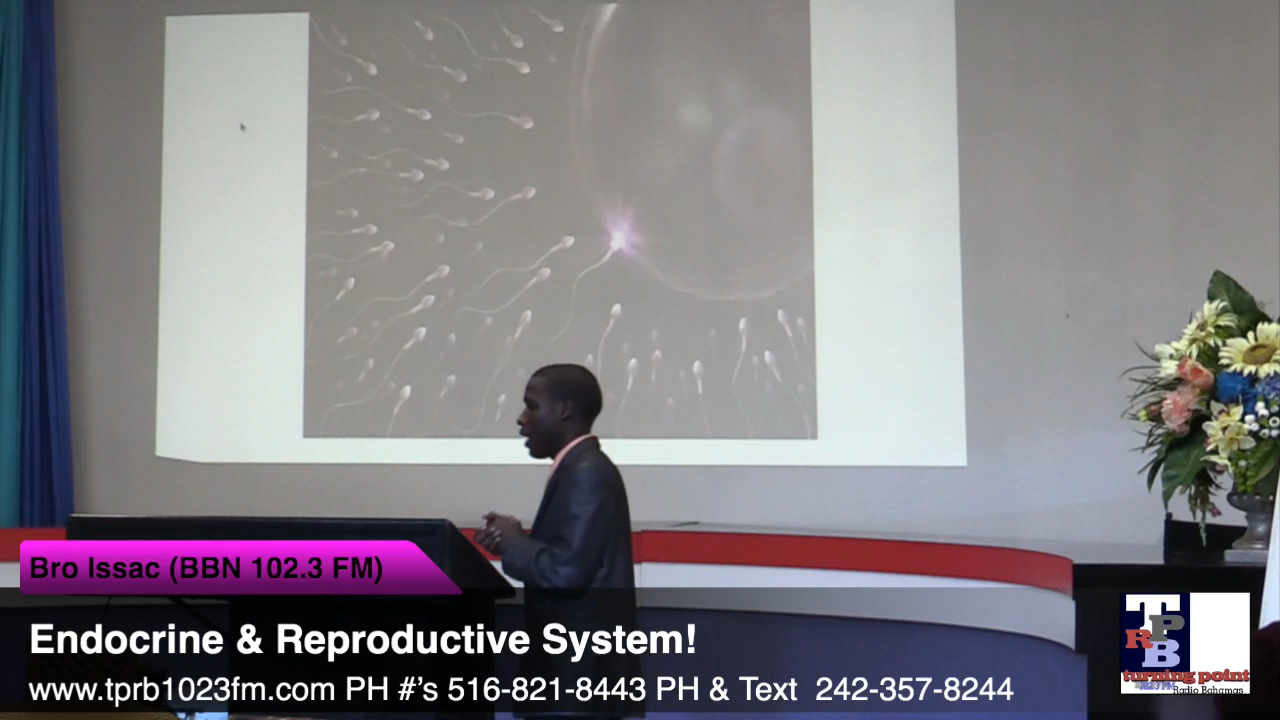 Bro Issac (BBN 102.3 FM)
Endocrine & Reproductive System!
www.tprb1023fm.com PH #'s 516-821-8443 PH & Text 242-357-8244
TPRB
turning point
Radio Bahamas